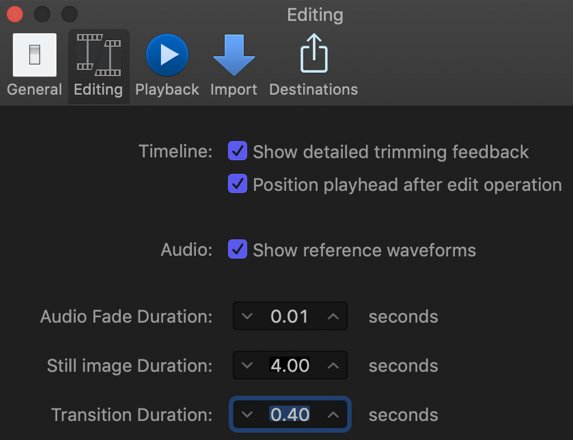 Editing
General Editing Playback Import Destinations
Timeline: Show detailed trimming feedback
Position playhead after edit operation
Audio: Show reference waveforms
Audio Fade Duration: 0.01 seconds
Still image Duration: 4.00 seconds
Transition Duration: 0.40 seconds